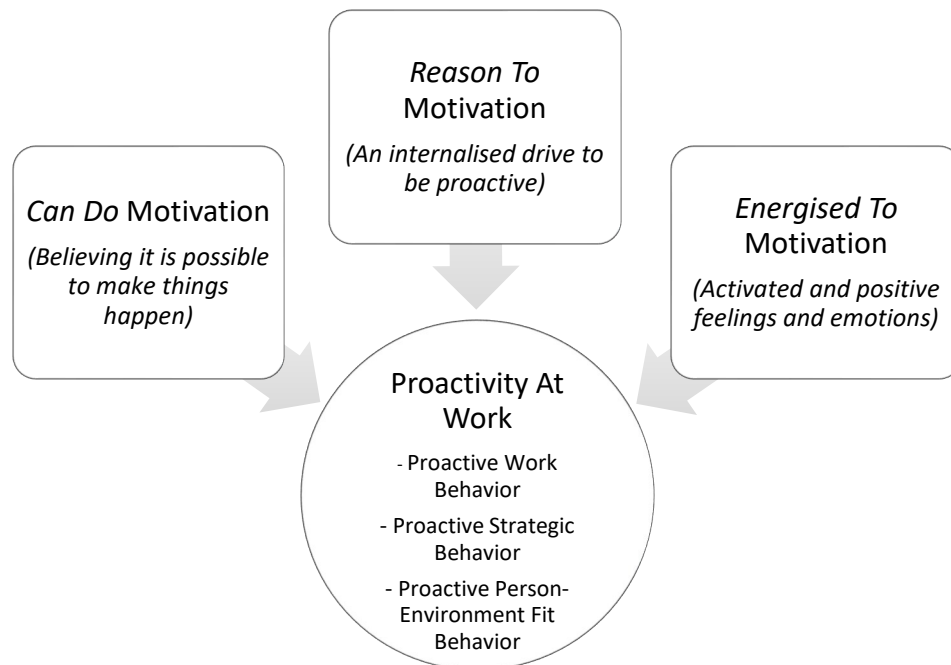 Can Do Motivation
(Believing it is possible
to make things
happen)
Reason To
Motivation
(An internalised drive to
be proactive)
Energised To
Motivation
(Activated and positive
feelings and emotions)
Proactivity At
Work
- Proactive Work
Behavior
- Proactive Strategic
Behavior
- Proactive Person-
Environment Fit
Behavior